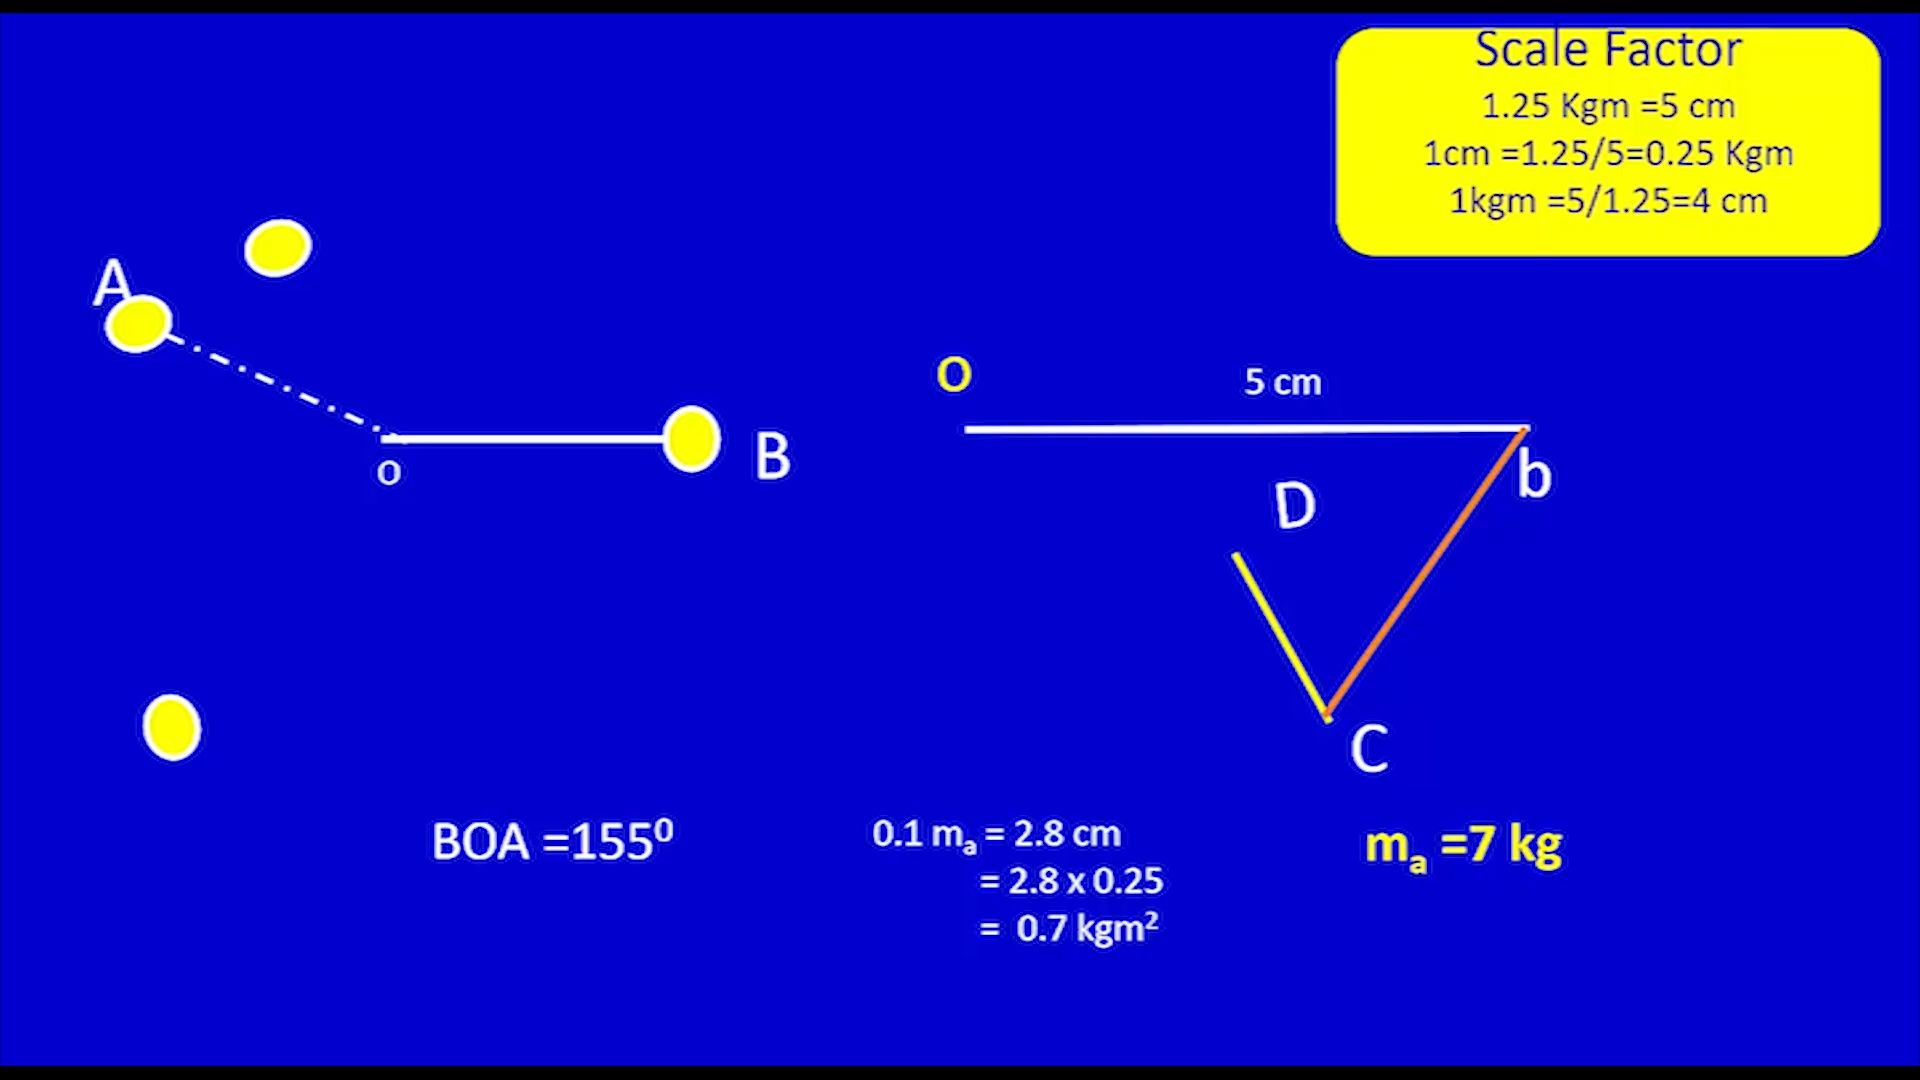 Scale Factor
1.25 Kgm =5 cm
1cm =1.25/5=0.25 Kgm
1kgm =5/1.25=4 cm
A
o
B
O
5 cm
b
D
C
BOA =155⁰
0.1 mₐ = 2.8 cm
= 2.8 x 0.25
= 0.7 kgm²
mₐ =7 kg